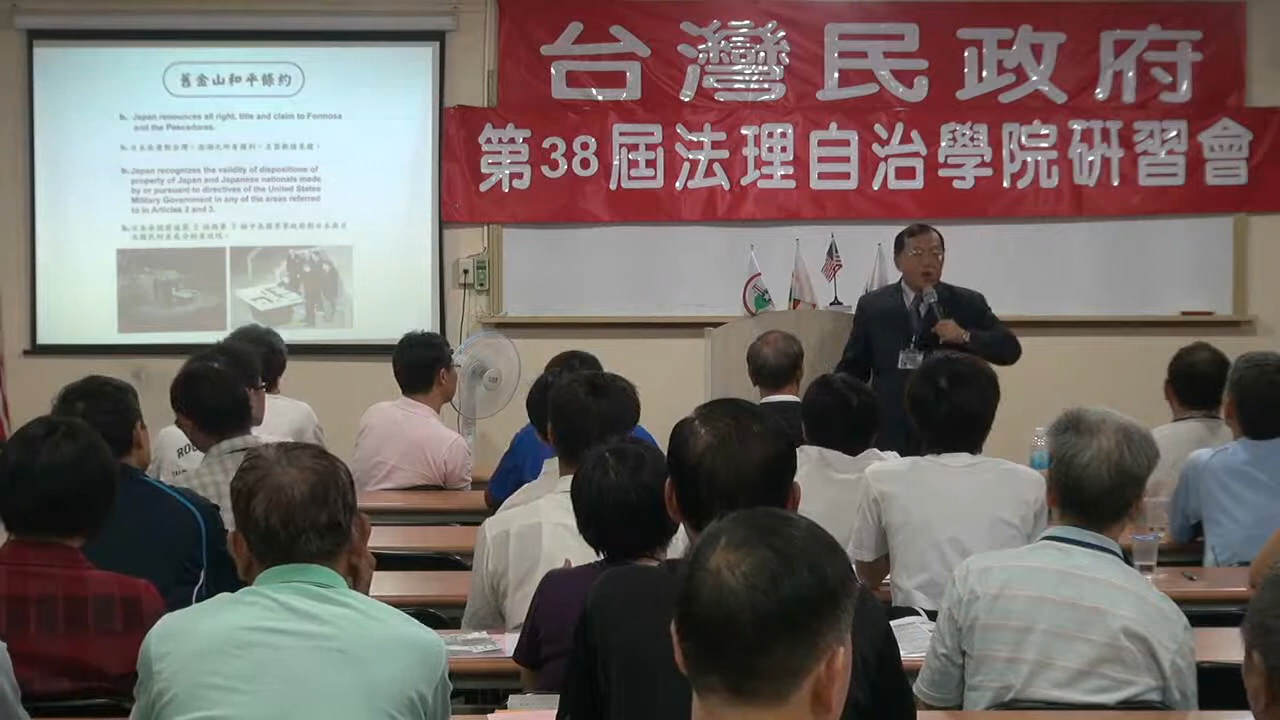 台灣民政府
第38屆法理自治學院研習會
舊金山和平條約
b. Japan renounces all right, title and claim to Formosa
and the Pescadores.
b. Japan recognizes the validity of dispositions of
property of Japan and Japanese nationals made
by or pursuant to directives of the United States
Military Government in any of the areas referred
to in Articles 2 and 3.